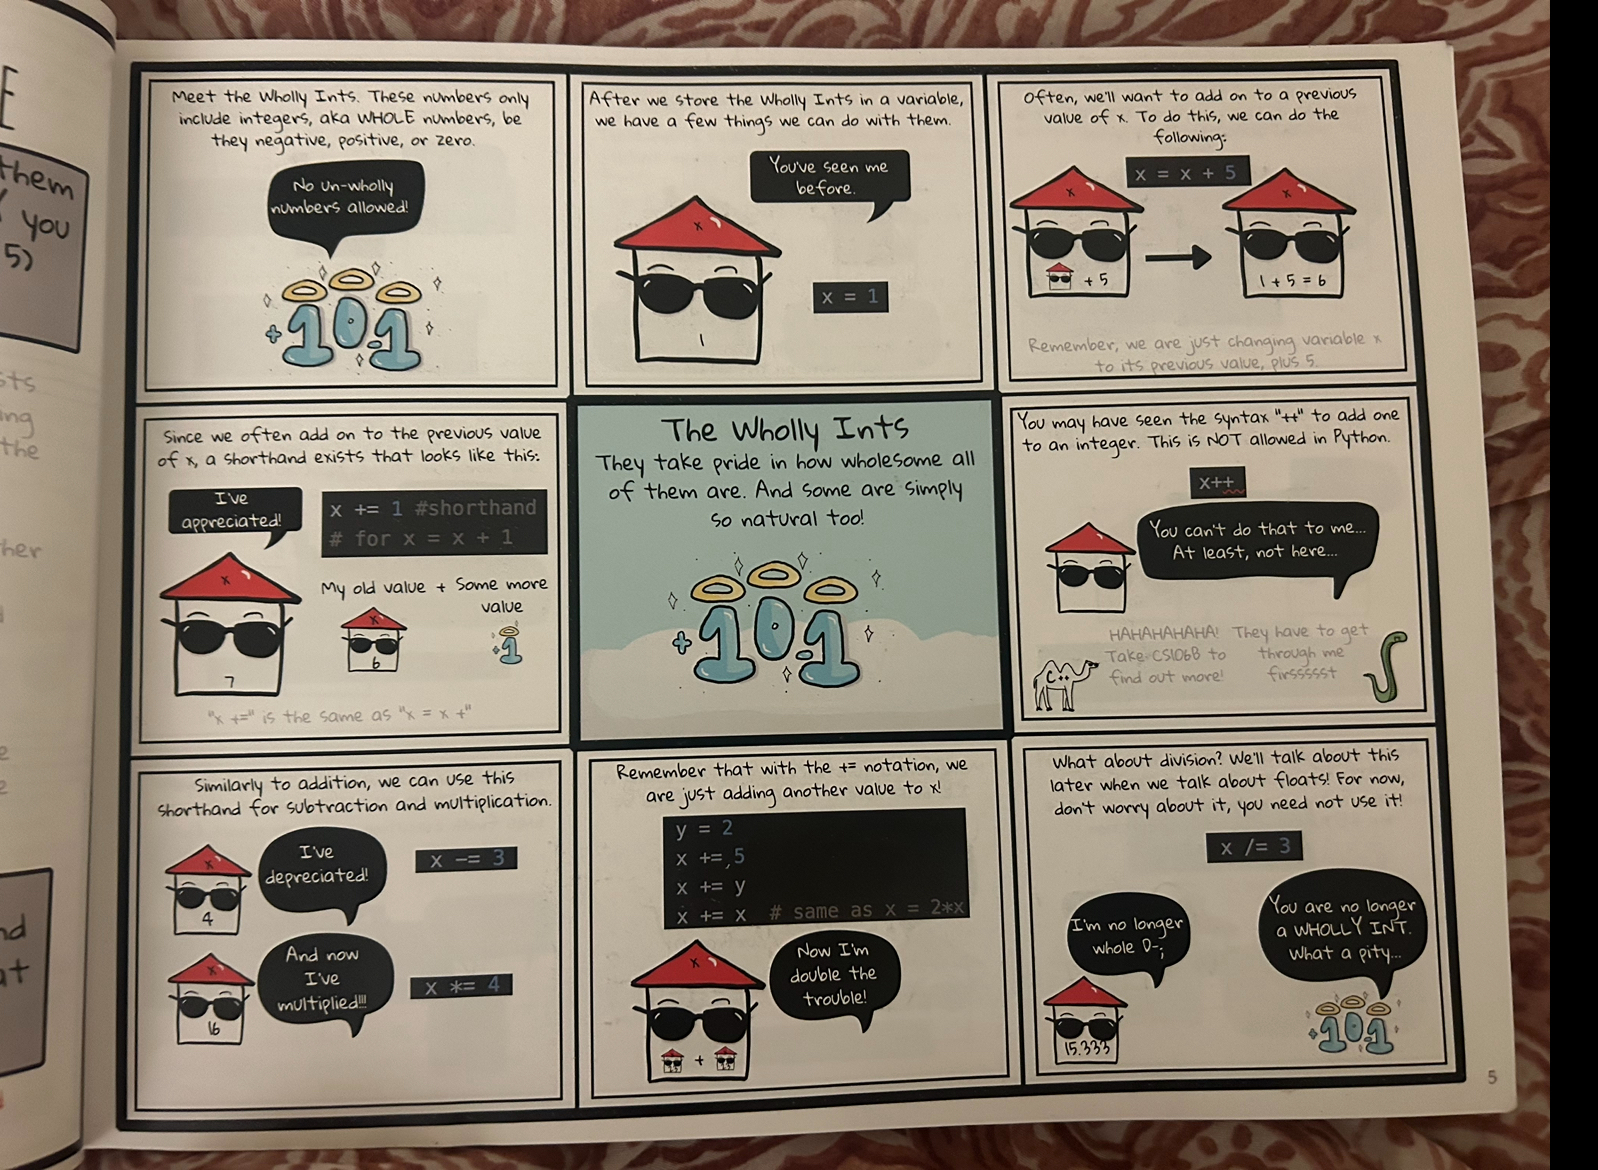 E
them
you
5)
sts
ing
the
her
nd
at
Meet the Wholly Ints. These numbers only
include integers, aka WHOLE numbers, be
they negative, positive, or zero.
No un-wholly
numbers allowed!
+1 0 -1
After we store the Wholly Ints in a variable,
we have a few things we can do with them.
You've seen me
before.
x
x = 1
1
Often, we'll want to add on to a previous
value of x. To do this, we can do the
following:
x = x + 5
x
x
+ 5
1 + 5 = 6
Remember, we are just changing variable x
to its previous value, plus 5.
Since we often add on to the previous value
of x, a shorthand exists that looks like this:
I've
appreciated!
x += 1 #shorthand
# for x = x + 1
x
My old value + Some more
value
x
6
+1
7
"x +=" is the same as "x = x +"
The Wholly Ints
They take pride in how wholesome all
of them are. And some are simply
so natural too!
+1 0 -1
You may have seen the syntax "++" to add one
to an integer. This is NOT allowed in Python.
x++
You can't do that to me...
At least, not here...
HAHAHAHAHA!
Take CS106B to
find out more!
They have to get
through me
firssssst
C++
Similarly to addition, we can use this
shorthand for subtraction and multiplication.
x
I've
depreciated!
x -= 3
4
x
And now
I've
multiplied!!!
x *= 4
16
Remember that with the += notation, we
are just adding another value to x!
y = 2
x += 5
x += y
x += x # same as x = 2*x
x
Now I'm
double the
trouble!
+
What about division? We'll talk about this
later when we talk about floats! For now,
don't worry about it, you need not use it!
x /= 3
I'm no longer
whole D-;
You are no longer
a WHOLLY INT.
What a pity...
x
15.333
+1 0 -1
5